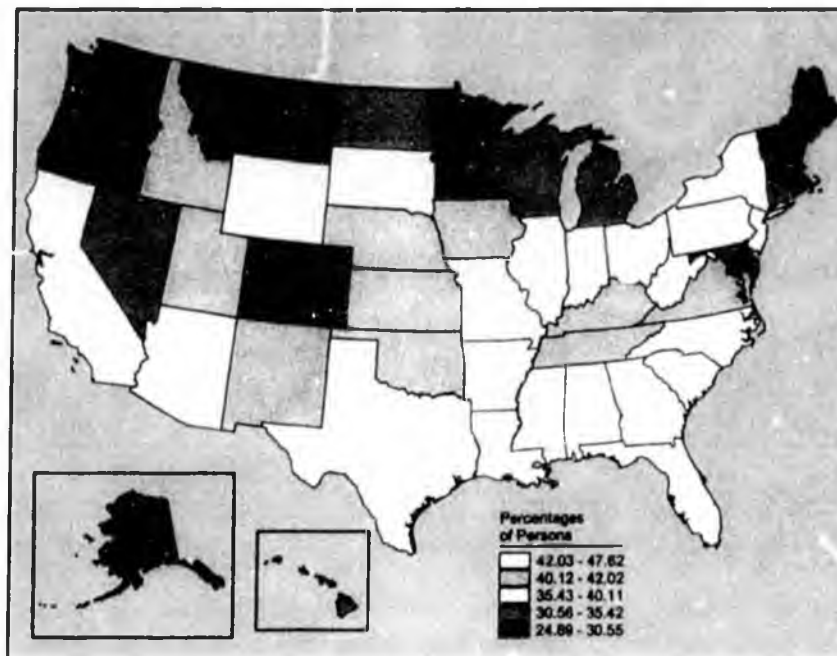 Percentages
of Persons
42.03 - 47.62
40.12 - 42.02
35.43 - 40.11
30.56 - 35.42
24.89 - 30.55